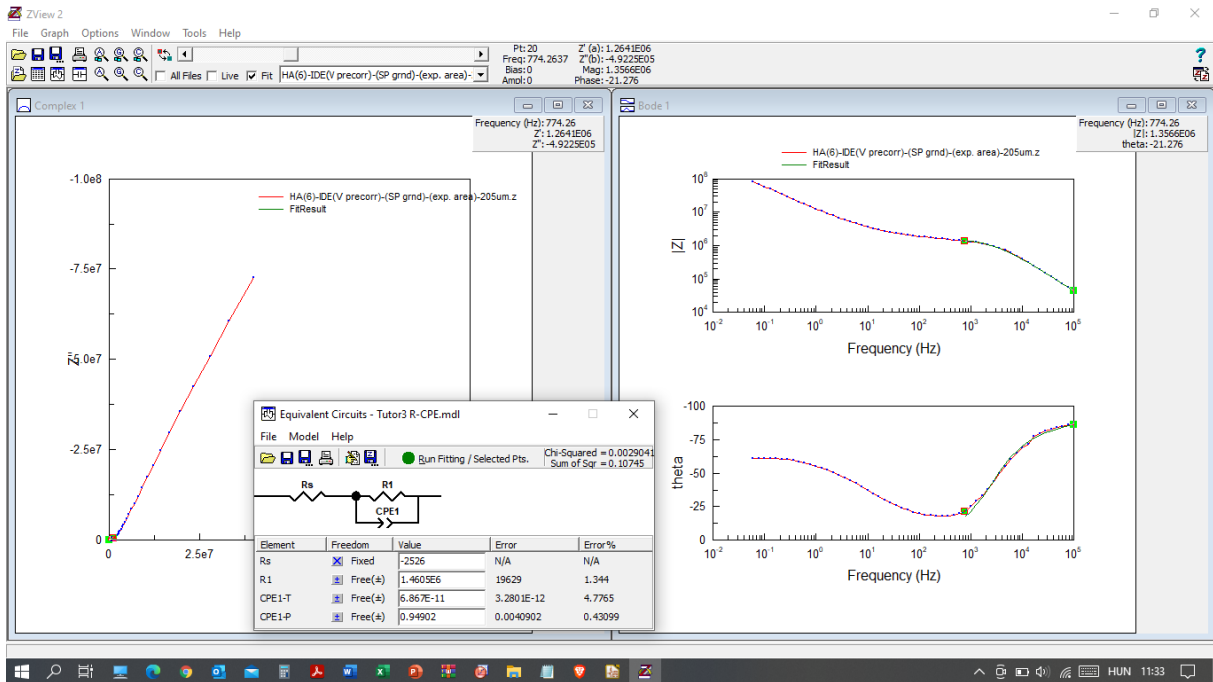 ZView 2
File Graph Options Window Tools Help
Pt: 20 Z' (a): 1.2641E06
Freq: 774.2637 Z''(b): -4.9225E05
Bias: 0 Mag: 1.3566E06
Ampl: 0 Phase: -21.276
All Files Live Fit HA(6)-IDE(V precorr)-(SP grnd)-(exp. area)-
Complex 1
Frequency (Hz): 774.26
Z': 1.2641E06
Z'': -4.9225E05
HA(6)-IDE(V precorr)-(SP grnd)-(exp. area)-205um.z
FitResult
-1.0e8
-7.5e7
-5.0e7
-2.5e7
0
0 2.5e7
Z''
Bode 1
Frequency (Hz): 774.26
|Z|: 1.3566E06
theta: -21.276
HA(6)-IDE(V precorr)-(SP grnd)-(exp. area)-205um.z
FitResult
10^8
10^7
10^6
10^5
10^4
|Z|
10^-2 10^-1 10^0 10^1 10^2 10^3 10^4 10^5
Frequency (Hz)
-100
-75
-50
-25
0
theta
10^-2 10^-1 10^0 10^1 10^2 10^3 10^4 10^5
Frequency (Hz)
Equivalent Circuits - Tutor3 R-CPE.mdl
File Model Help
Run Fitting / Selected Pts. Chi-Squared = 0.0029041
Sum of Sqr = 0.10745
Rs R1
CPE1
Element Freedom Value Error Error%
Rs Fixed -2526 N/A N/A
R1 Free(±) 1.4605E6 19629 1.344
CPE1-T Free(±) 6.867E-11 3.2801E-12 4.7765
CPE1-P Free(±) 0.94902 0.0040902 0.43099
HUN 11:33